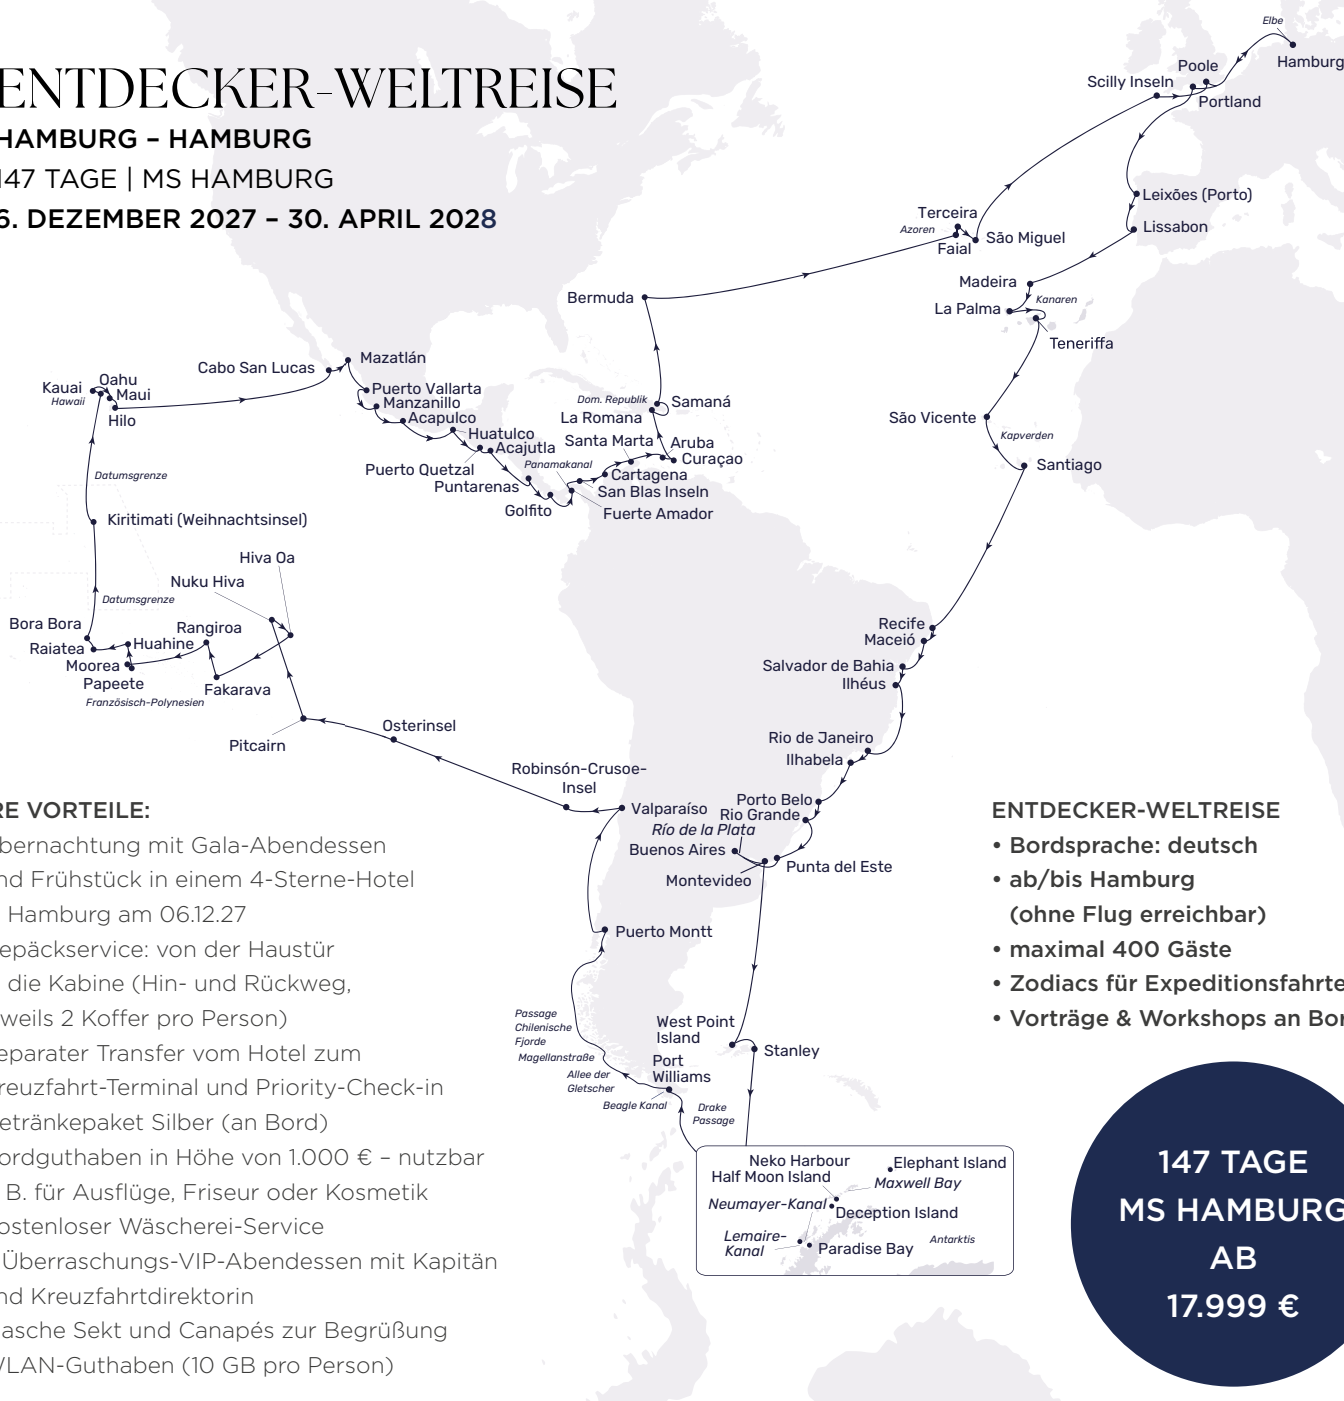 ENTDECKER-WELTREISE
HAMBURG – HAMBURG
147 TAGE | MS HAMBURG
6. DEZEMBER 2027 – 30. APRIL 2028
Elbe
Hamburg
Poole
Scilly Inseln
Portland
Leixões (Porto)
Lissabon
Terceira
Azoren
São Miguel
Faial
Madeira
Kanaren
La Palma
Teneriffa
Bermuda
Mazatlán
Cabo San Lucas
Oahu
Kauai
Maui
Hawaii
Hilo
Puerto Vallarta
Manzanillo
Acapulco
Huatulco
Acajutla
Puerto Quetzal
Puntarenas
Golfito
Panamakanal
Dom. Republik
Samaná
La Romana
Santa Marta
Aruba
Curaçao
Cartagena
San Blas Inseln
Fuerte Amador
São Vicente
Kapverden
Santiago
Datumsgrenze
Kiritimati (Weihnachtsinsel)
Hiva Oa
Nuku Hiva
Datumsgrenze
Bora Bora
Rangiroa
Raiatea
Huahine
Moorea
Papeete
Fakarava
Französisch-Polynesien
Pitcairn
Osterinsel
Robinsón-Crusoe-
Insel
Valparaíso
Recife
Maceió
Salvador de Bahia
Ilhéus
Rio de Janeiro
Ilhabela
Porto Belo
Rio Grande
Río de la Plata
Buenos Aires
Punta del Este
Montevideo
Puerto Montt
Passage
Chilenische
Fjorde
Magellanstraße
Allee der
Gletscher
Beagle Kanal
West Point
Island
Stanley
Port
Williams
Drake
Passage
Neko Harbour
Elephant Island
Half Moon Island
Maxwell Bay
Neumayer-Kanal
Deception Island
Lemaire-
Kanal
Paradise Bay
Antarktis
RE VORTEILE:
bernachtung mit Gala-Abendessen
nd Frühstück in einem 4-Sterne-Hotel
Hamburg am 06.12.27
epäckservice: von der Haustür
die Kabine (Hin- und Rückweg,
weils 2 Koffer pro Person)
eparater Transfer vom Hotel zum
reuzfahrt-Terminal und Priority-Check-in
etränkepaket Silber (an Bord)
ordguthaben in Höhe von 1.000 € – nutzbar
B. für Ausflüge, Friseur oder Kosmetik
ostenloser Wäscherei-Service
Überraschungs-VIP-Abendessen mit Kapitän
nd Kreuzfahrtdirektorin
asche Sekt und Canapés zur Begrüßung
WLAN-Guthaben (10 GB pro Person)
ENTDECKER-WELTREISE
• Bordsprache: deutsch
• ab/bis Hamburg
(ohne Flug erreichbar)
• maximal 400 Gäste
• Zodiacs für Expeditionsfahrte
• Vorträge & Workshops an Bor
147 TAGE
MS HAMBURG
AB
17.999 €